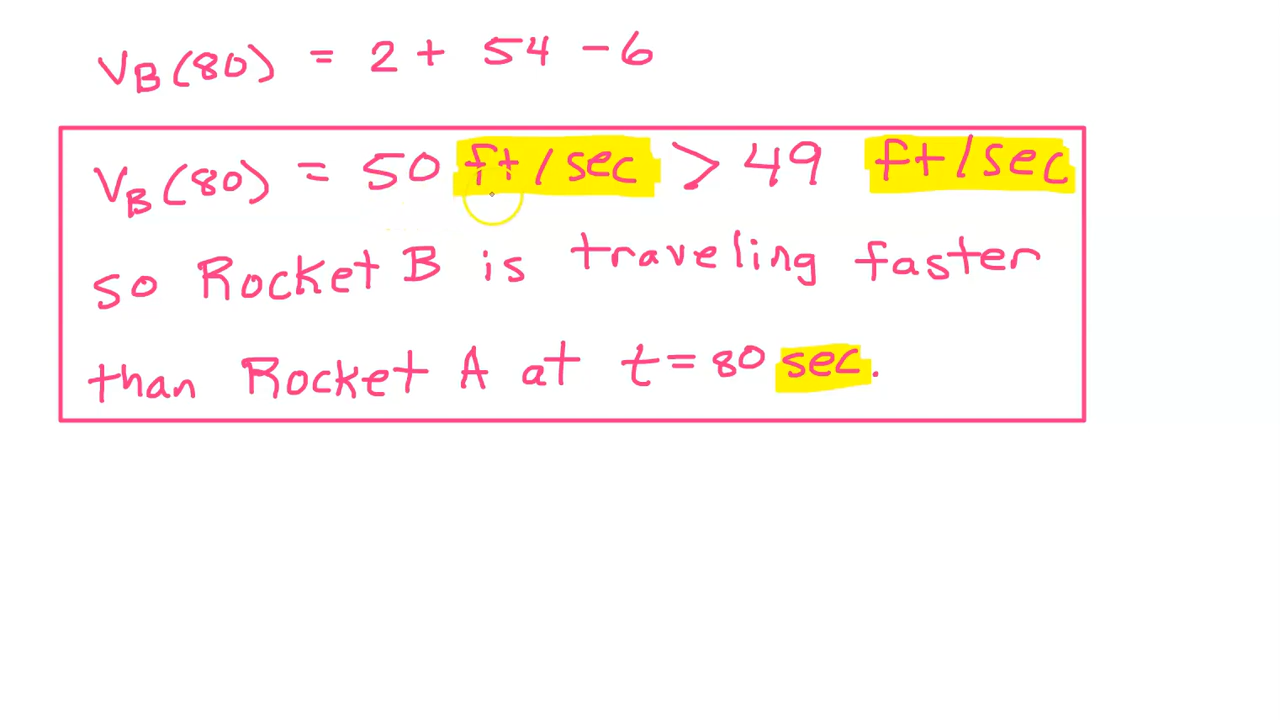 VB(80) = 2 + 54 - 6
VB(80) = 50 ft/sec > 49 ft/sec
so Rocket B is traveling faster
than Rocket A at t = 80 sec.